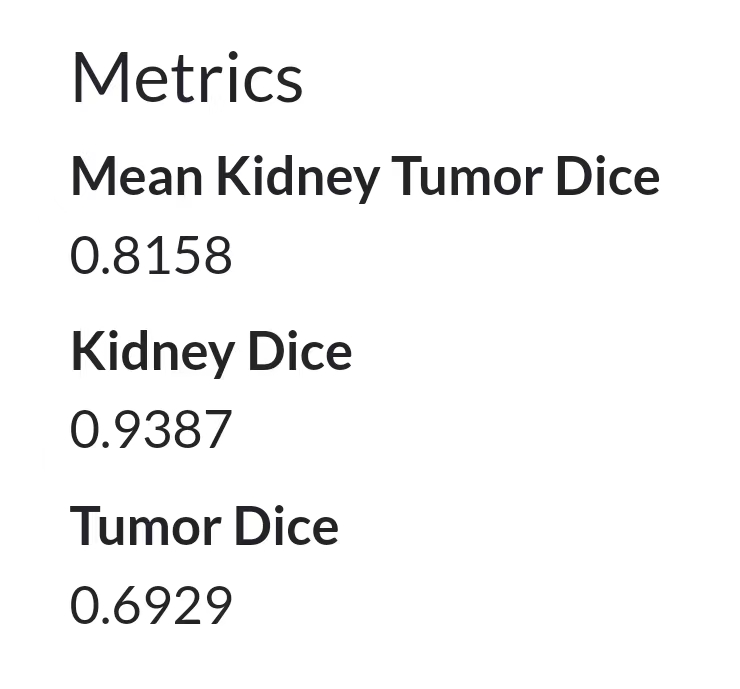 Metrics
Mean Kidney Tumor Dice
0.8158
Kidney Dice
0.9387
Tumor Dice
0.6929